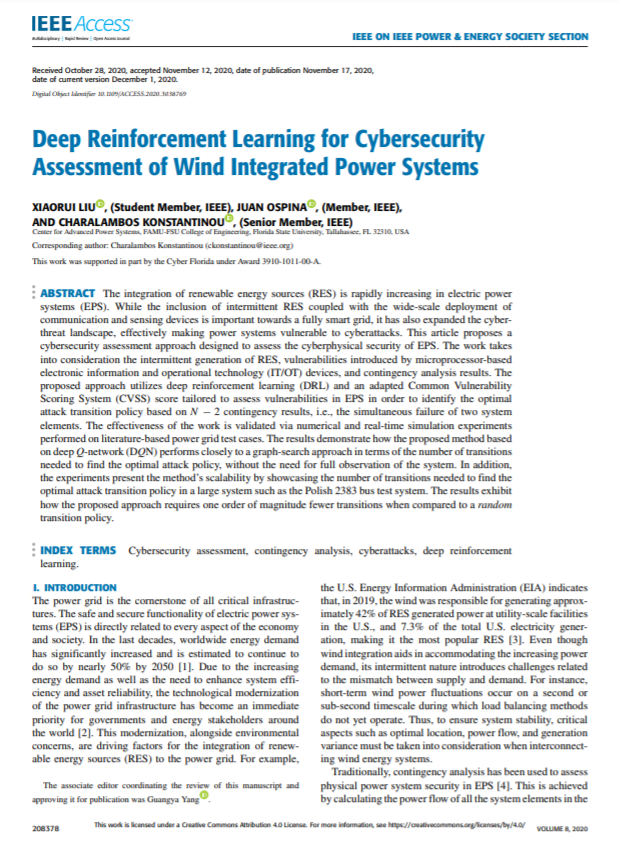 IEEE Access
Multidisciplinary | Rapid Review | Open Access Journal
IEEE ON IEEE POWER & ENERGY SOCIETY SECTION
Received October 28, 2020, accepted November 12, 2020, date of publication November 17, 2020,
date of current version December 1, 2020.
Digital Object Identifier 10.1109/ACCESS.2020.3038769
Deep Reinforcement Learning for Cybersecurity
Assessment of Wind Integrated Power Systems
XIAORUI LIU, (Student Member, IEEE), JUAN OSPINA, (Member, IEEE),
AND CHARALAMBOS KONSTANTINOU, (Senior Member, IEEE)
Center for Advanced Power Systems, FAMU-FSU College of Engineering, Florida State University, Tallahassee, FL 32310, USA
Corresponding author: Charalambos Konstantinou (ckonstantinou@ieee.org)
This work was supported in part by the Cyber Florida under Award 3910-1011-00-A.
ABSTRACT The integration of renewable energy sources (RES) is rapidly increasing in electric power
systems (EPS). While the inclusion of intermittent RES coupled with the wide-scale deployment of
communication and sensing devices is important towards a fully smart grid, it has also expanded the cyber-
threat landscape, effectively making power systems vulnerable to cyberattacks. This article proposes a
cybersecurity assessment approach designed to assess the cyberphysical security of EPS. The work takes
into consideration the intermittent generation of RES, vulnerabilities introduced by microprocessor-based
electronic information and operational technology (IT/OT) devices, and contingency analysis results. The
proposed approach utilizes deep reinforcement learning (DRL) and an adapted Common Vulnerability
Scoring System (CVSS) score tailored to assess vulnerabilities in EPS in order to identify the optimal
attack transition policy based on N − 2 contingency results, i.e., the simultaneous failure of two system
elements. The effectiveness of the work is validated via numerical and real-time simulation experiments
performed on literature-based power grid test cases. The results demonstrate how the proposed method based
on deep Q-network (DQN) performs closely to a graph-search approach in terms of the number of transitions
needed to find the optimal attack policy, without the need for full observation of the system. In addition,
the experiments present the method's scalability by showcasing the number of transitions needed to find the
optimal attack transition policy in a large system such as the Polish 2383 bus test system. The results exhibit
how the proposed approach requires one order of magnitude fewer transitions when compared to a random
transition policy.
INDEX TERMS Cybersecurity assessment, contingency analysis, cyberattacks, deep reinforcement
learning.
I. INTRODUCTION
The power grid is the cornerstone of all critical infrastruc-
tures. The safe and secure functionality of electric power sys-
tems (EPS) is directly related to every aspect of the economy
and society. In the last decades, worldwide energy demand
has significantly increased and is estimated to continue to
do so by nearly 50% by 2050 [1]. Due to the increasing
energy demand as well as the need to enhance system effi-
ciency and asset reliability, the technological modernization
of the power grid infrastructure has become an immediate
priority for governments and energy stakeholders around
the world [2]. This modernization, alongside environmental
concerns, are driving factors for the integration of renew-
able energy sources (RES) to the power grid. For example,
The associate editor coordinating the review of this manuscript and
approving it for publication was Guangya Yang.
the U.S. Energy Information Administration (EIA) indicates
that, in 2019, the wind was responsible for generating approx-
imately 42% of RES generated power at utility-scale facilities
in the U.S., and 7.3% of the total U.S. electricity gener-
ation, making it the most popular RES [3]. Even though
wind integration aids in accommodating the increasing power
demand, its intermittent nature introduces challenges related
to the mismatch between supply and demand. For instance,
short-term wind power fluctuations occur on a second or
sub-second timescale during which load balancing methods
do not yet operate. Thus, to ensure system stability, critical
aspects such as optimal location, power flow, and generation
variance must be taken into consideration when interconnect-
ing wind energy systems.
Traditionally, contingency analysis has been used to assess
physical power system security in EPS [4]. This is achieved
by calculating the power flow of all the system elements in the
208378
This work is licensed under a Creative Commons Attribution 4.0 License. For more information, see https://creativecommons.org/licenses/by/4.0/
VOLUME 8, 2020